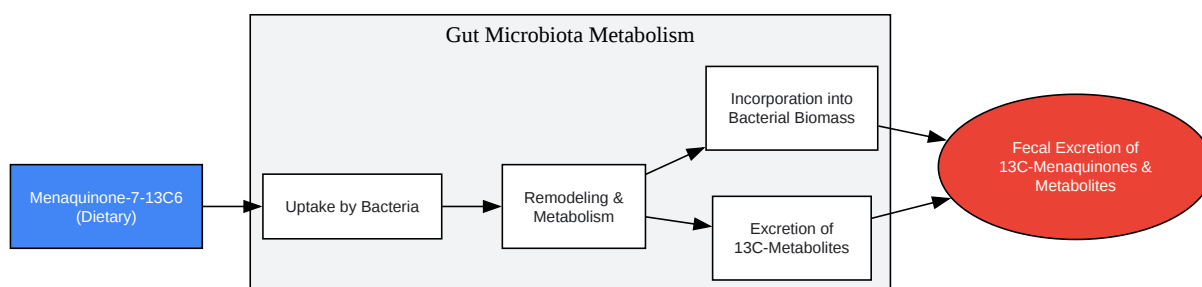 Gut Microbiota Metabolism
Menaquinone-7-13C6
(Dietary)
Uptake by Bacteria
Remodeling &
Metabolism
Incorporation into
Bacterial Biomass
Excretion of
13C-Metabolites
Fecal Excretion of
13C-Menaquinones &
Metabolites